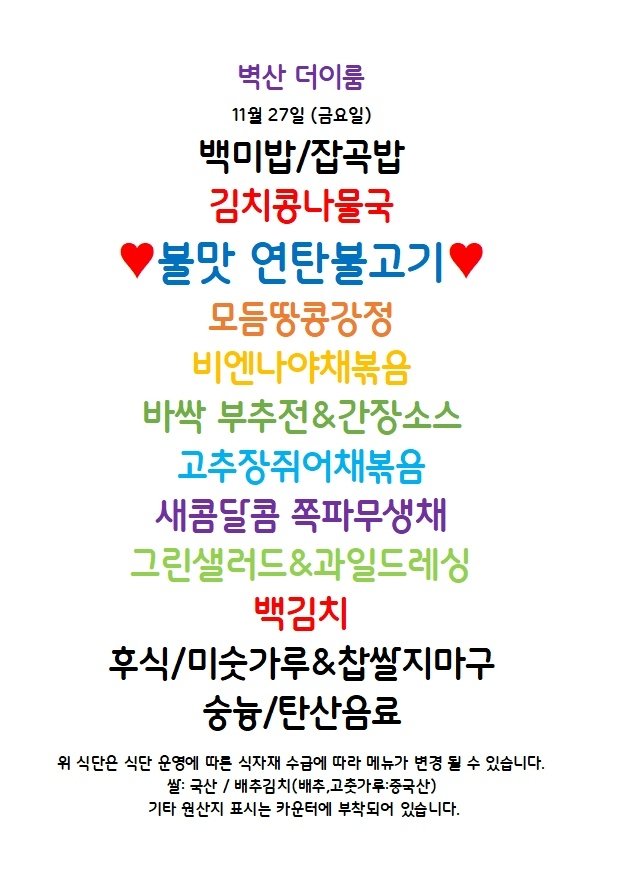 벽산 더이룸
11월 27일 (금요일)
백미밥/잡곡밥
김치콩나물국
♥불맛 연탄불고기♥
모듬땅콩강정
비엔나야채볶음
바싹 부추전&간장소스
고추장쥐어채볶음
새콤달콤 쪽파무생채
그린샐러드&과일드레싱
백김치
후식/미숫가루&찹쌀지마구
숭늉/탄산음료
위 식단은 식단 운영에 따른 식자재 수급에 따라 메뉴가 변경 될 수 있습니다.
쌀: 국산 / 배추김치(배추,고춧가루:중국산)
기타 원산지 표시는 카운터에 부착되어 있습니다.